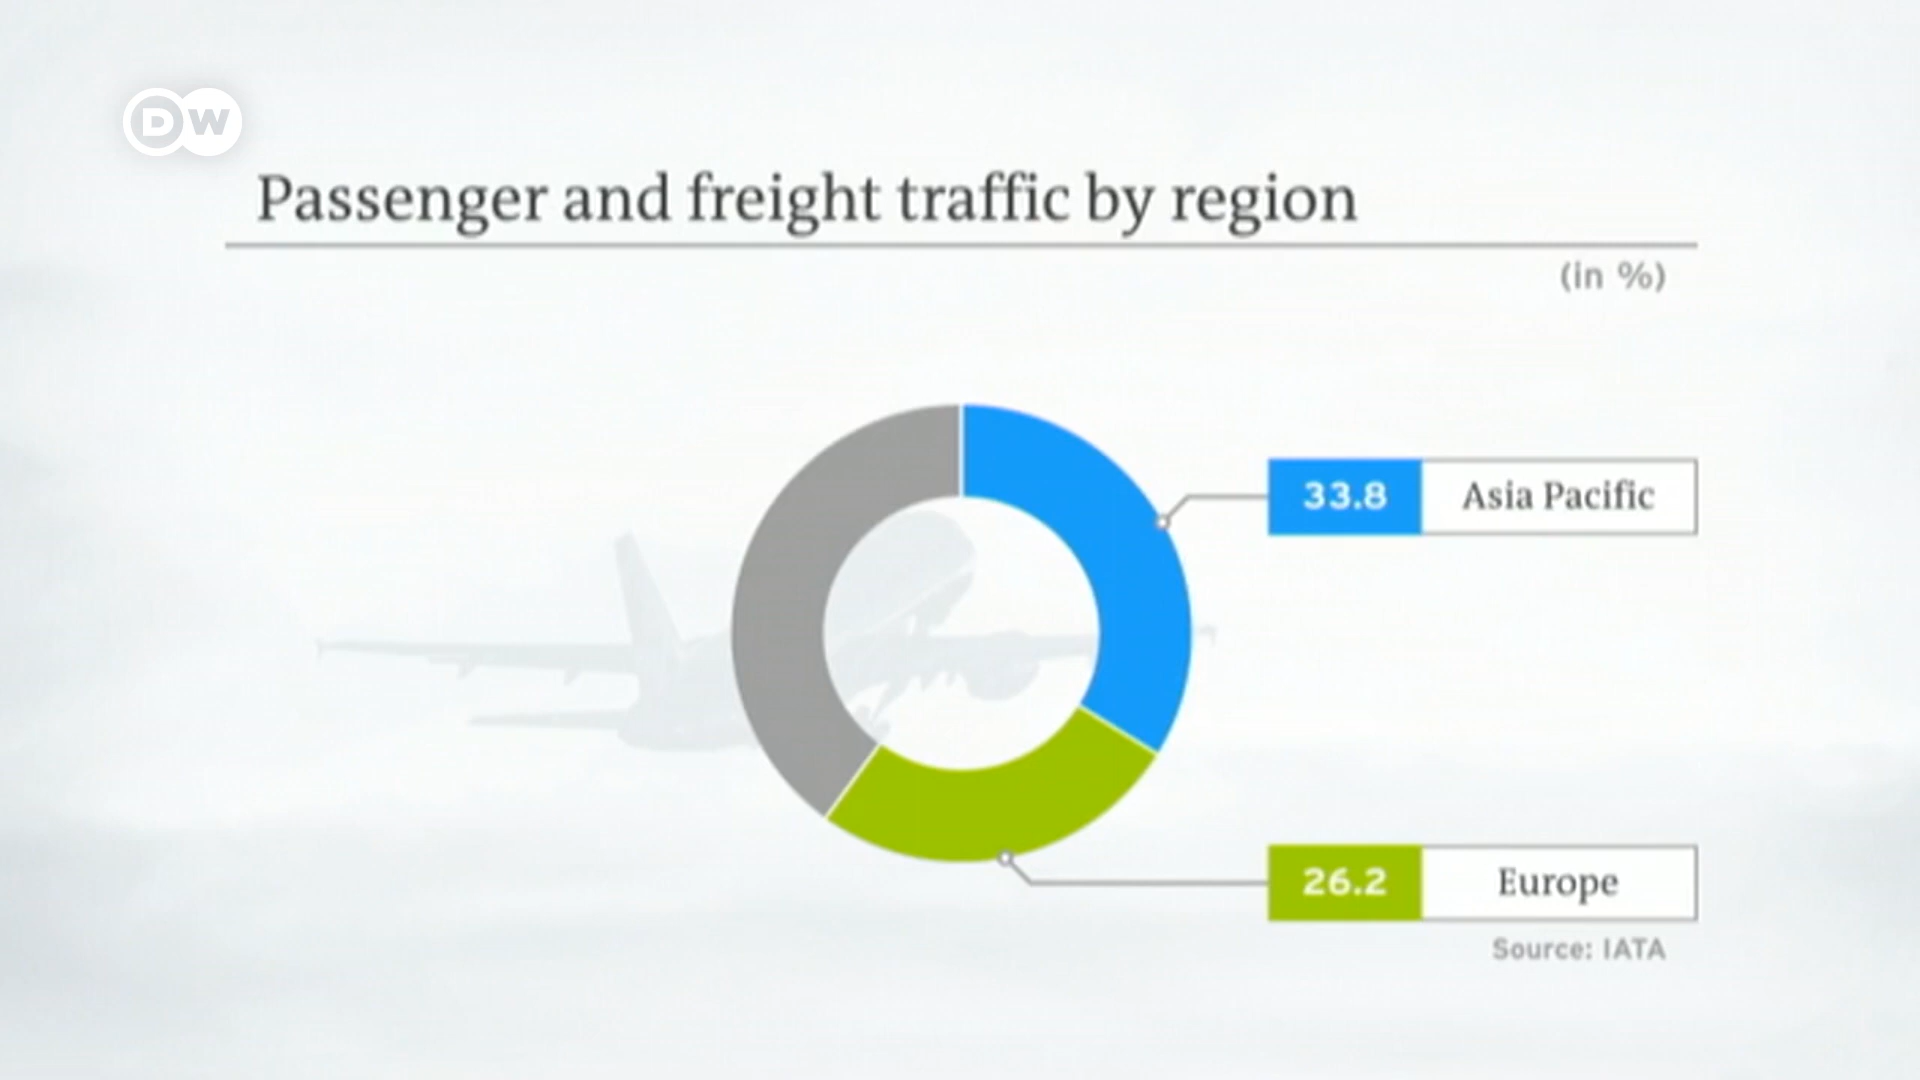 DW
Passenger and freight traffic by region
(in %)
33.8 Asia Pacific
26.2 Europe
Source: IATA